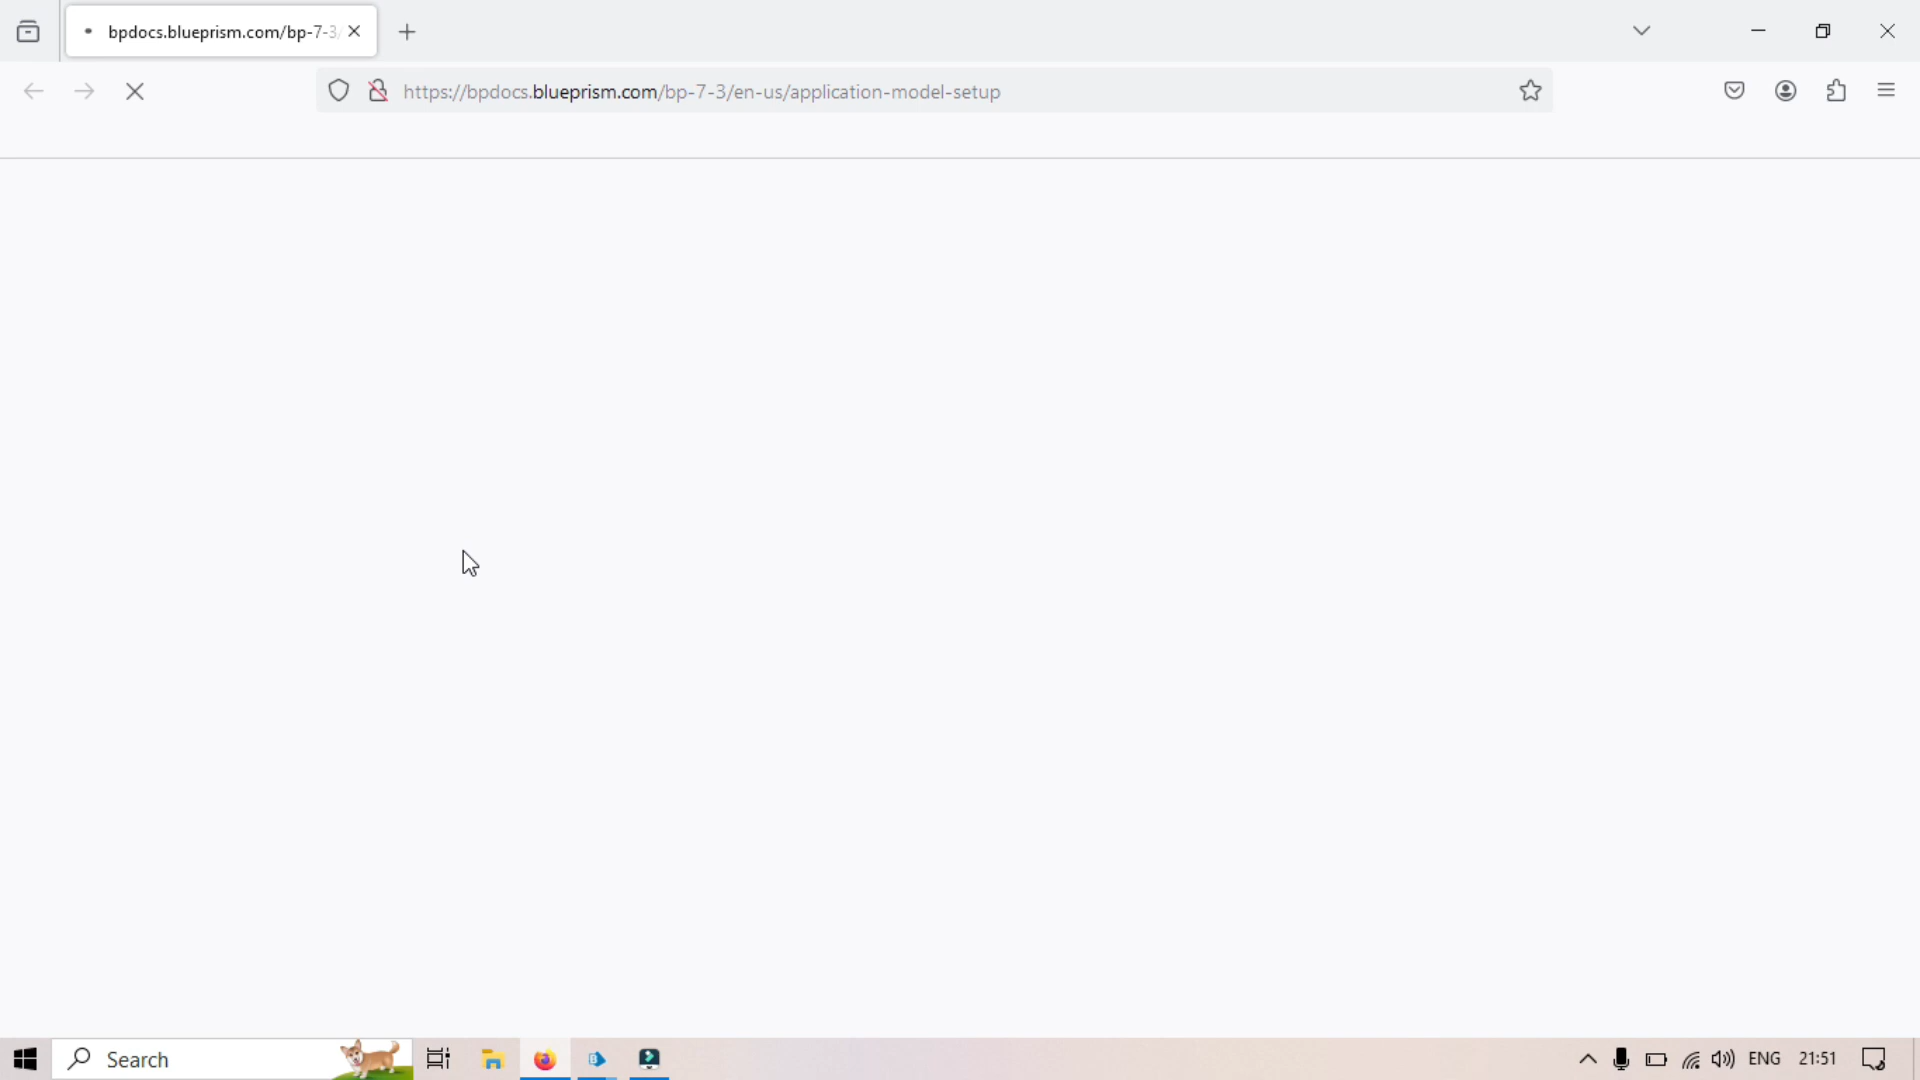 bpdocs.blueprism.com/bp-7-3/
https://bpdocs.blueprism.com/bp-7-3/en-us/application-model-setup
Search
ENG
21:51